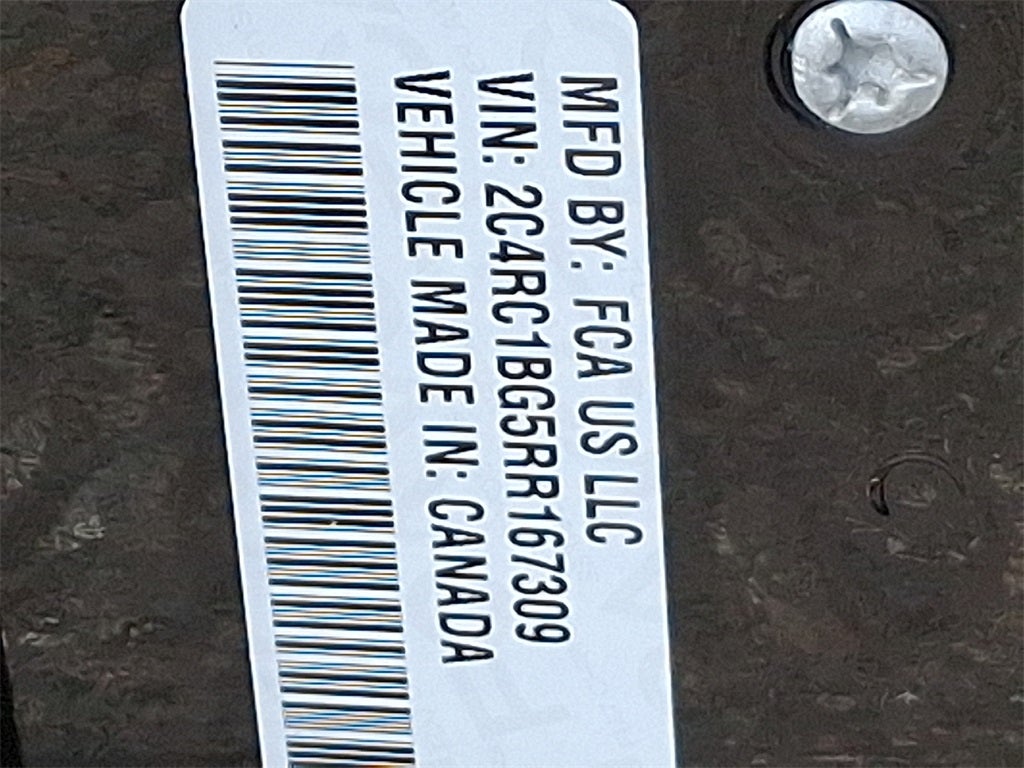 MFD BY: FCA US LLC
VIN: 2C4RC1BG5RR167309
VEHICLE MADE IN: CANADA